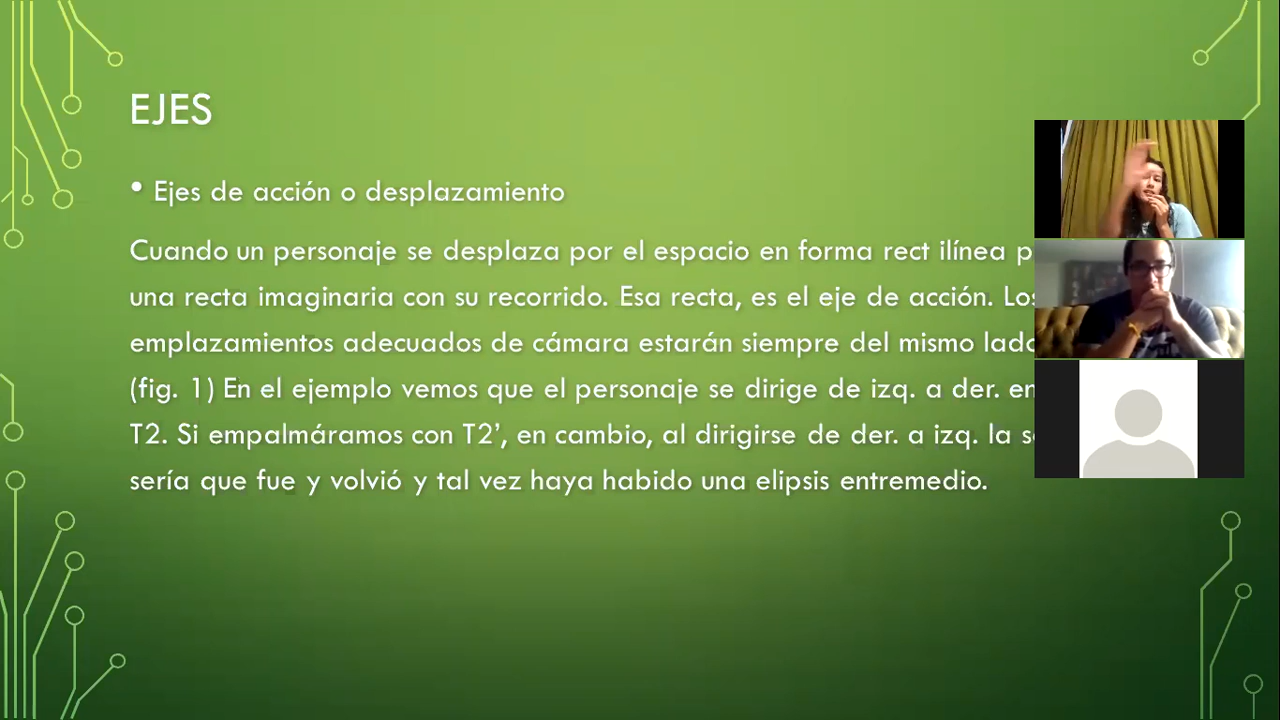 EJES
• Ejes de acción o desplazamiento
Cuando un personaje se desplaza por el espacio en forma rect ilínea
una recta imaginaria con su recorrido. Esa recta, es el eje de acción.
emplazamientos adecuados de cámara estarán siempre del mismo lado
(fig. 1) En el ejemplo vemos que el personaje se dirige de izq. a der. en
T2. Si empalmáramos con T2’, en cambio, al dirigirse de der. a izq. la
sería que fue y volvió y tal vez haya habido una elipsis entremedio.